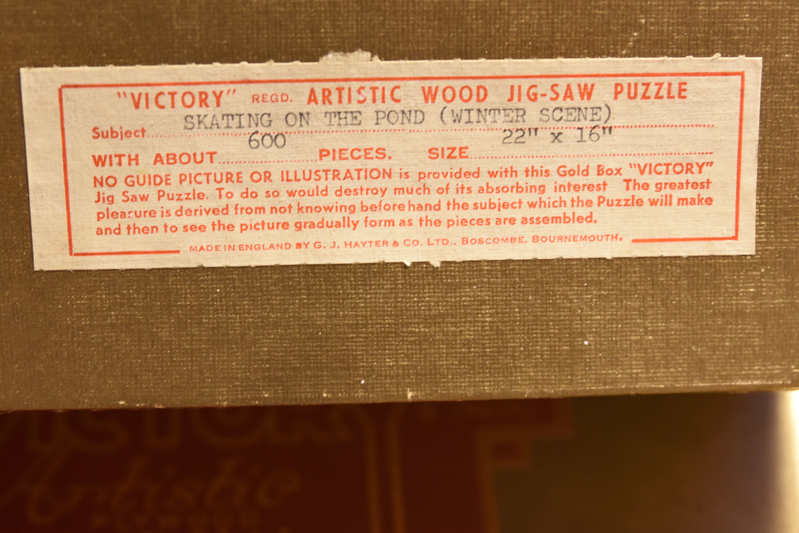 "VICTORY" REGD. ARTISTIC WOOD JIG-SAW PUZZLE
Subject SKATING ON THE POND (WINTER SCENE)
WITH ABOUT 600 PIECES. SIZE 22" x 16"
NO GUIDE PICTURE OR ILLUSTRATION is provided with this Gold Box "VICTORY"
Jig Saw Puzzle. To do so would destroy much of its absorbing interest The greatest
pleasure is derived from not knowing beforehand the subject which the Puzzle will make
and then to see the picture gradually form as the pieces are assembled.
MADE IN ENGLAND BY G. J. HAYTER & CO. LTD., BOSCOMBE, BOURNEMOUTH.
VICTORY
Artistic
PLYWOOD